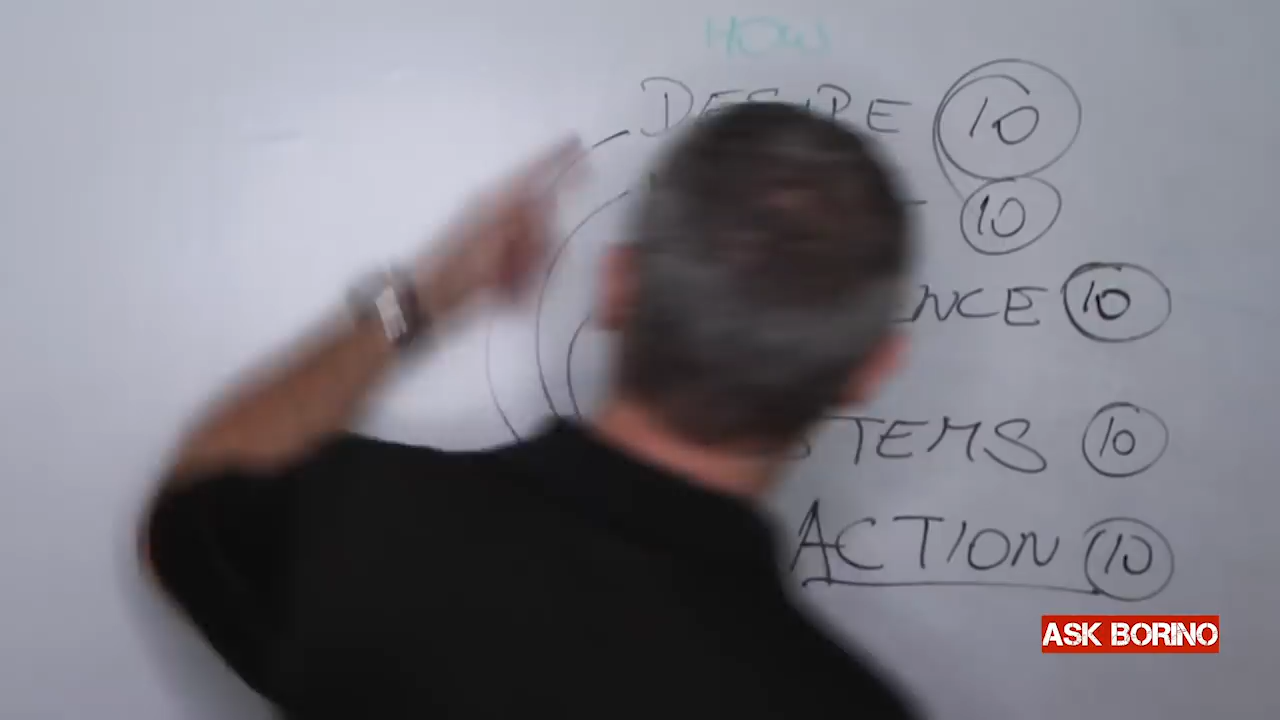 HOW
DESIRE 10
10
NCE 10
STEMS 10
ACTION 10
ASK BORINO